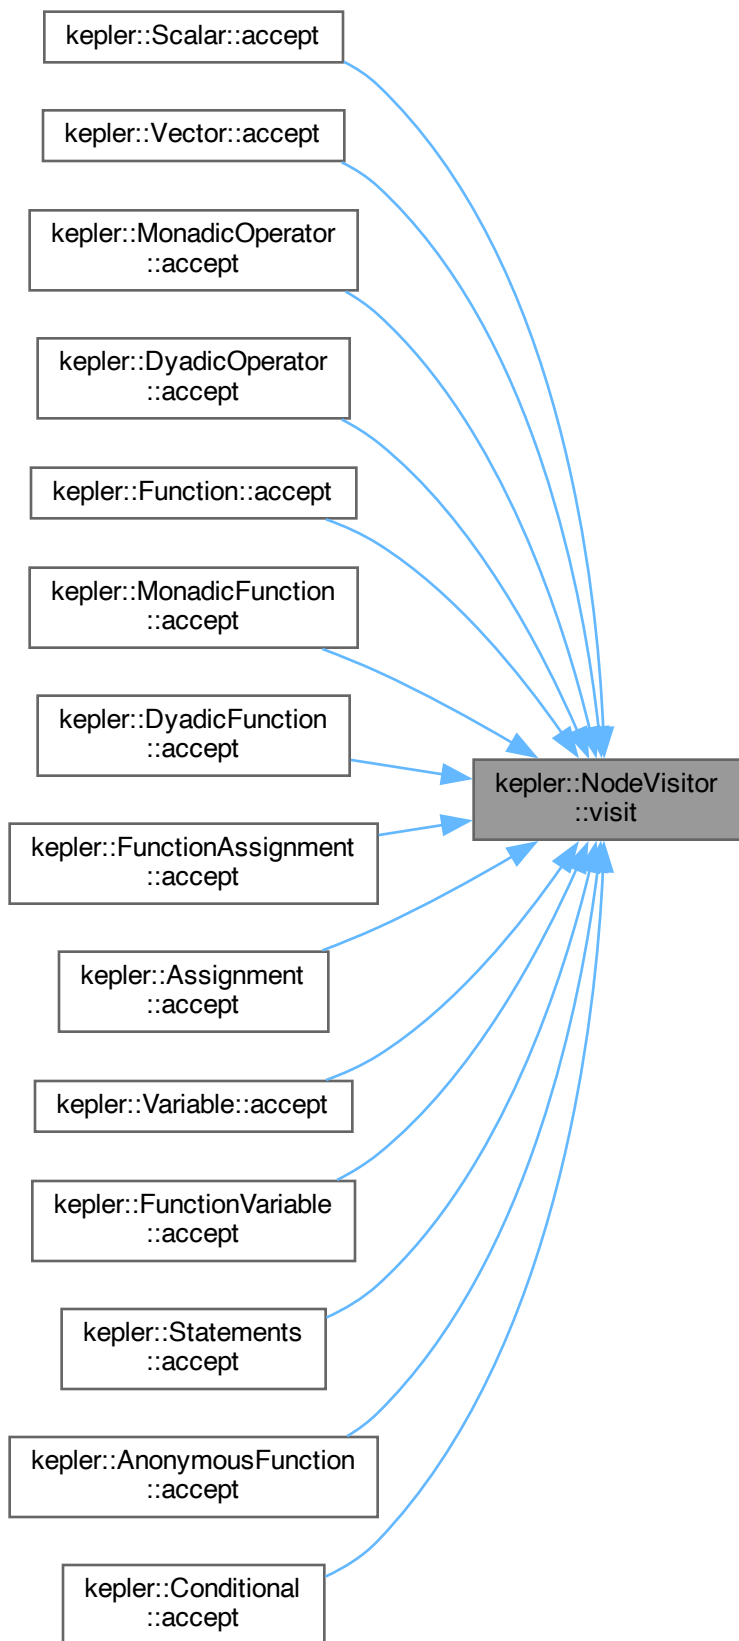 kepler::Scalar::accept
kepler::Vector::accept
kepler::MonadicOperator
::accept
kepler::DyadicOperator
::accept
kepler::Function::accept
kepler::MonadicFunction
::accept
kepler::DyadicFunction
::accept
kepler::NodeVisitor
::visit
kepler::FunctionAssignment
::accept
kepler::Assignment
::accept
kepler::Variable::accept
kepler::FunctionVariable
::accept
kepler::Statements
::accept
kepler::AnonymousFunction
::accept
kepler::Conditional
::accept